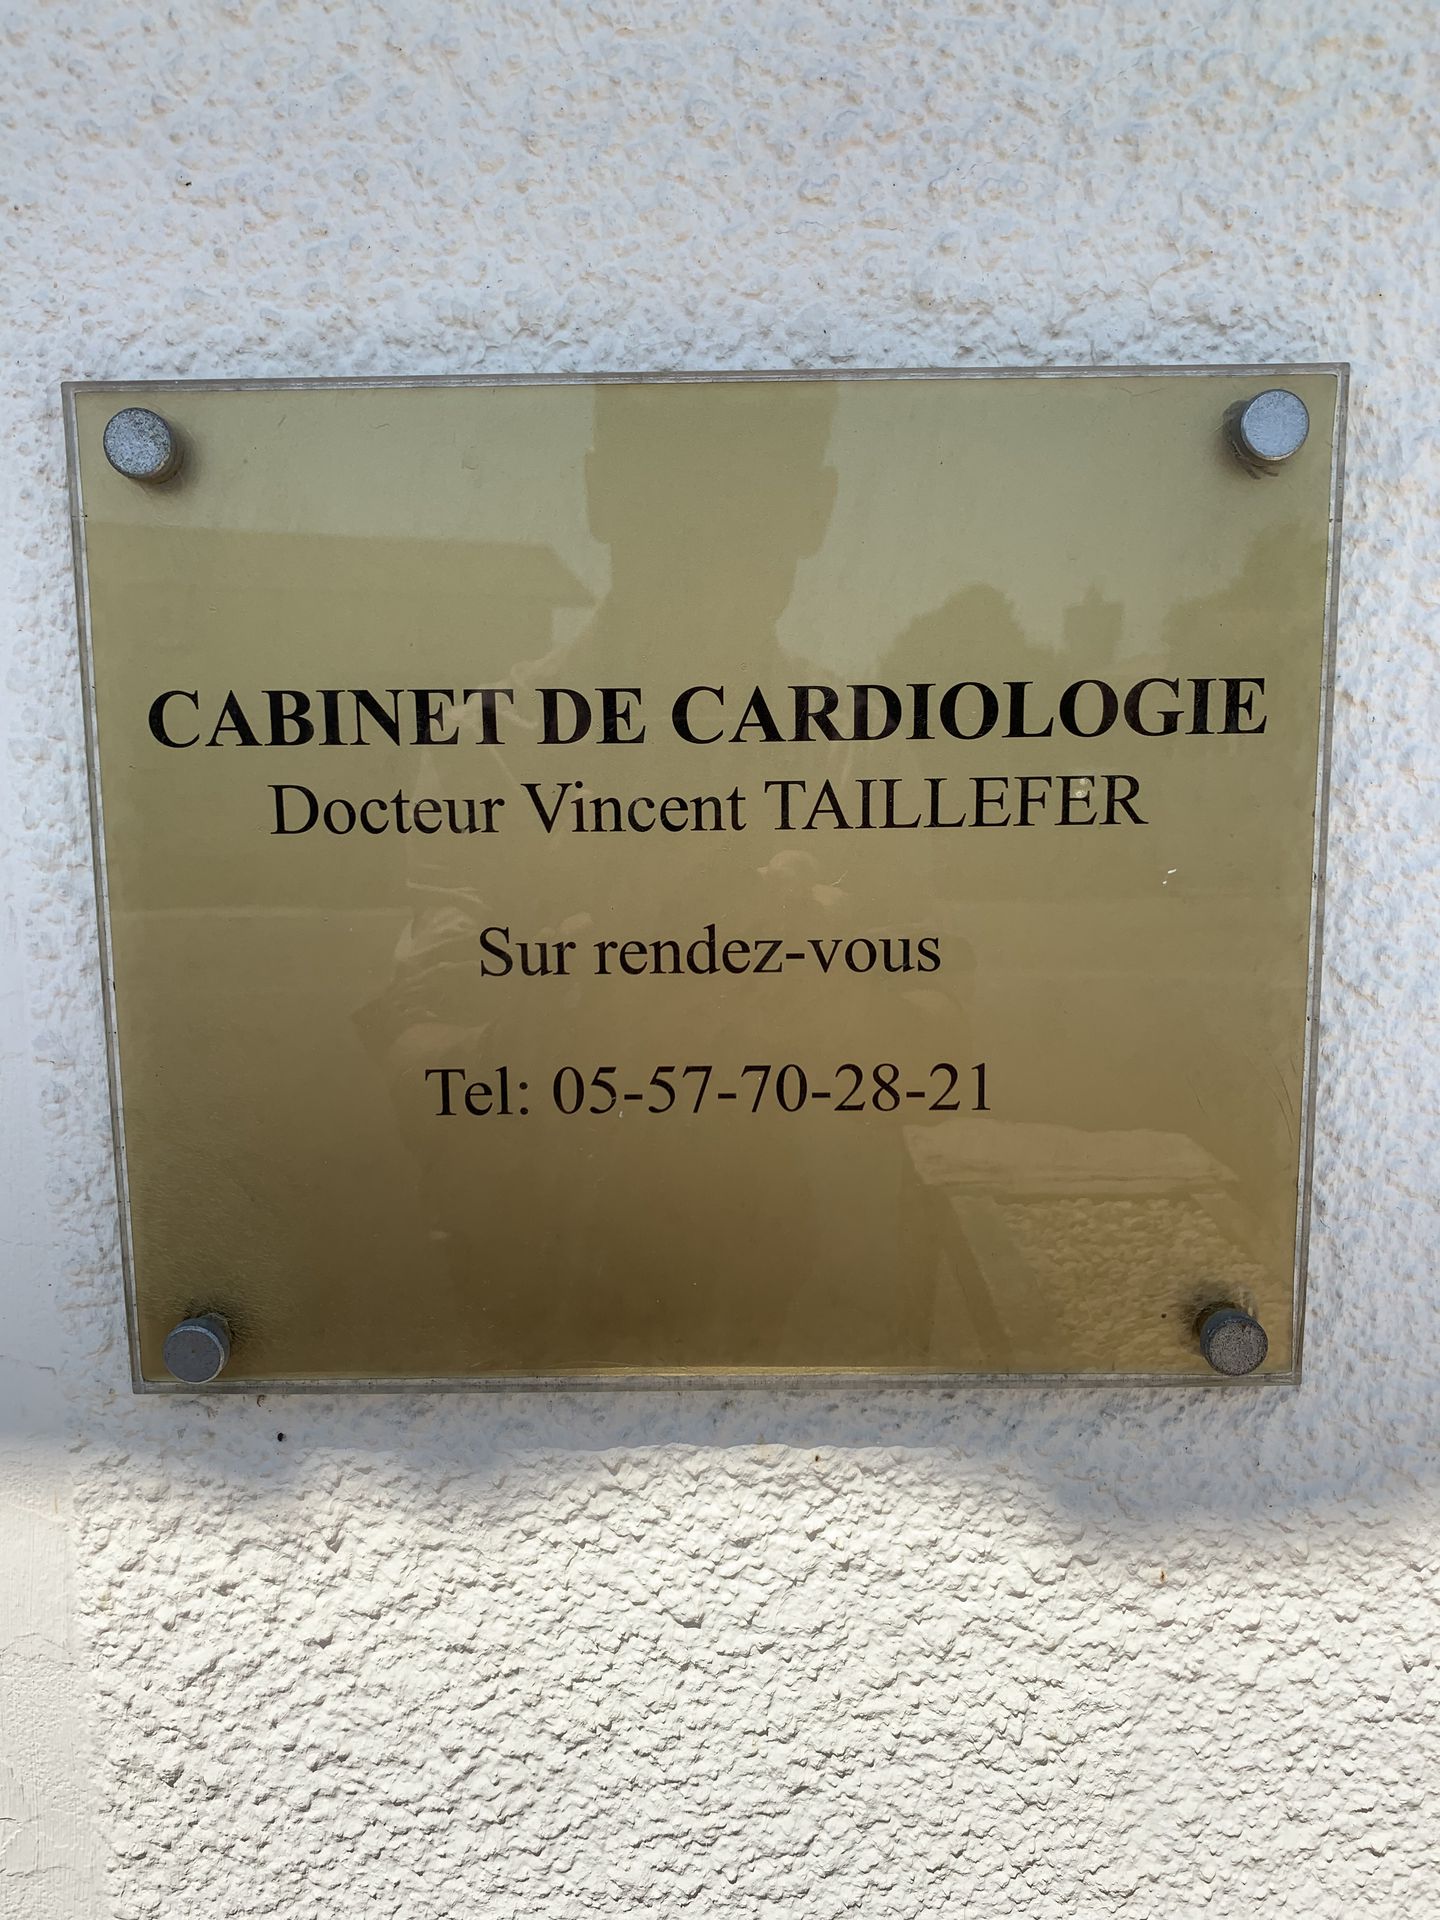 CABINET DE CARDIOLOGIE
Docteur Vincent TAILLEFER
Sur rendez-vous
Tel: 05-57-70-28-21